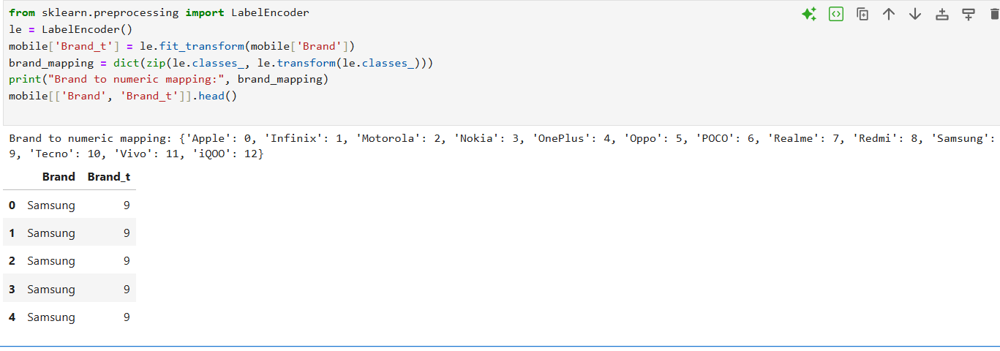 from sklearn.preprocessing import LabelEncoder
le = LabelEncoder()
mobile['Brand_t'] = le.fit_transform(mobile['Brand'])
brand_mapping = dict(zip(le.classes_, le.transform(le.classes_)))
print("Brand to numeric mapping:", brand_mapping)
mobile[['Brand', 'Brand_t']].head()
Brand to numeric mapping: {'Apple': 0, 'Infinix': 1, 'Motorola': 2, 'Nokia': 3, 'OnePlus': 4, 'Oppo': 5, 'POCO': 6, 'Realme': 7, 'Redmi': 8, 'Samsung':
9, 'Tecno': 10, 'Vivo': 11, 'iQOO': 12}
Brand Brand_t
0 Samsung 9
1 Samsung 9
2 Samsung 9
3 Samsung 9
4 Samsung 9